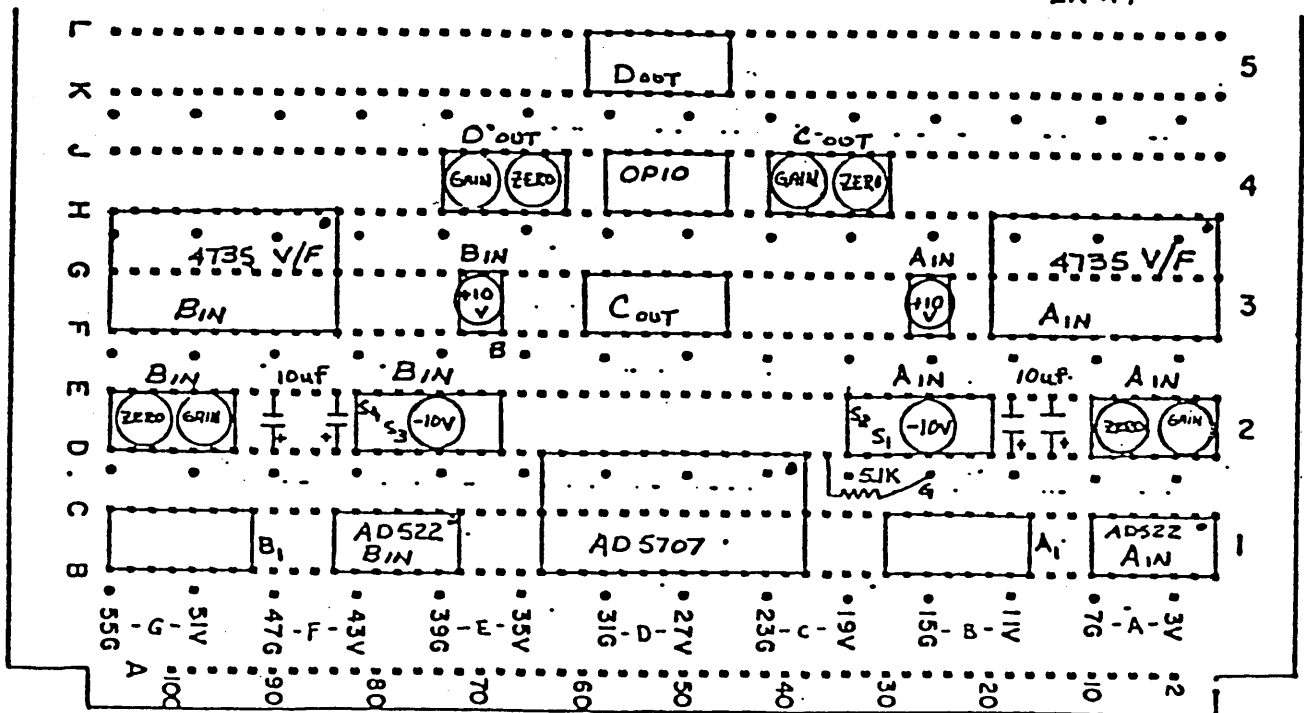 L
5
DOUT
K
D OUT
C OUT
J
GAIN ZERO
OP10
GAIN ZERO
4
H
4735 V/F
BIN
AIN
4735 V/F
G
+10 V
COUT
+10 V
3
BIN
AIN
F
B
BIN
10uf
BIN
AIN
10uf.
AIN
E
ZERO GAIN
S4 S3 -10V
S2 S1 -10V
ZERO GAIN
2
D
5.1K
G
C
AD522
BIN
B1
AD5707
A1
AD522
AIN
1
B
55G -G- 51V 47G -F- 43V 39G -E- 35V 31G -D- 27V 23G -C- 19V 15G -B- 11V 7G -A- 3V
A
100 90 80 70 60 50 40 30 20 10 2 1